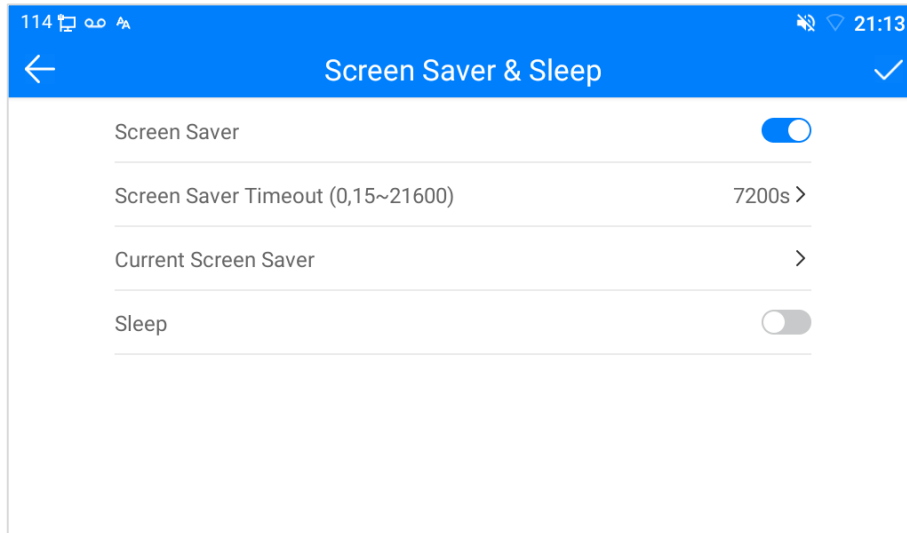 114 21:13
Screen Saver & Sleep
Screen Saver
Screen Saver Timeout (0,15~21600) 7200s
Current Screen Saver
Sleep